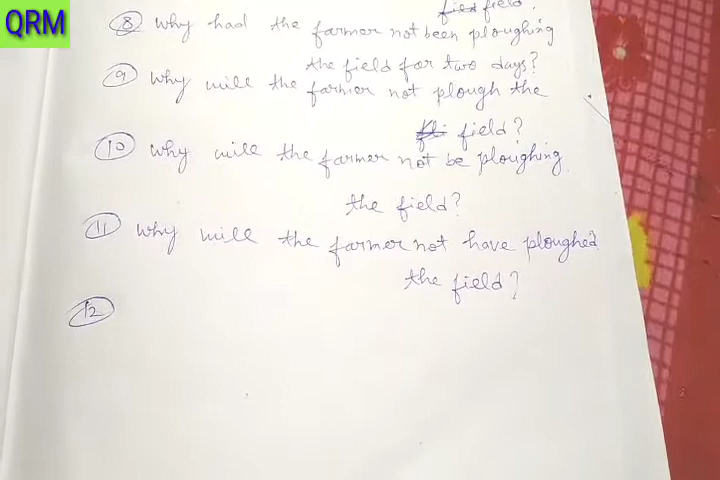 QRM
field.
8 Why had the farmer not been ploughing
the field for two days?
9 Why will the farmer not plough the
field?
10 Why will the farmer not be ploughing
the field?
11 Why will the farmer not have ploughed
the field?
12